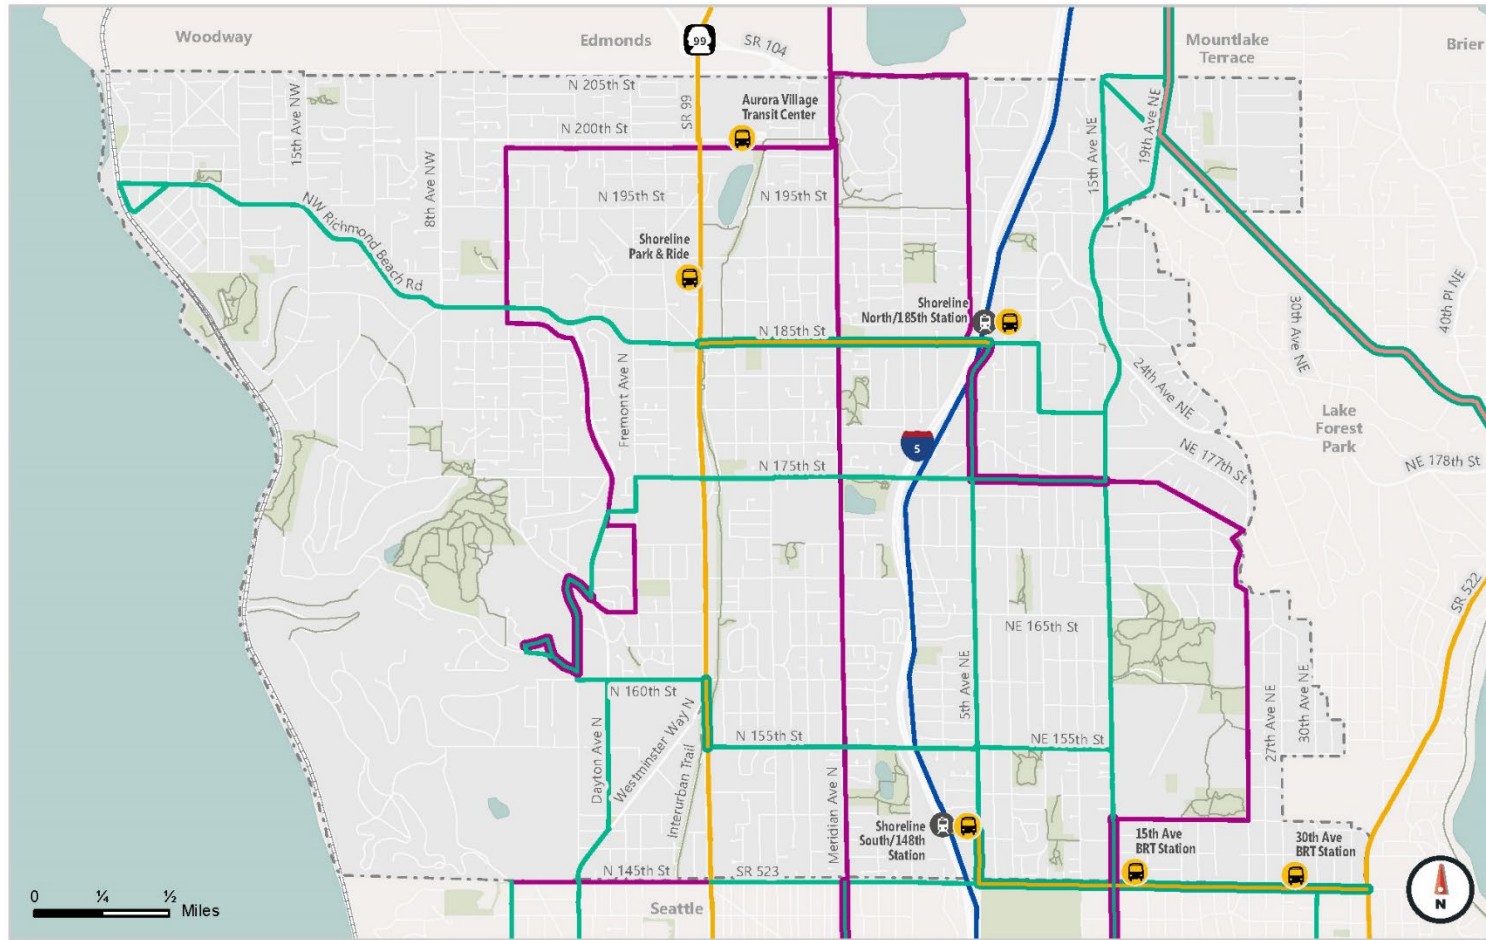 Woodway
Edmonds
99
SR 104
Mountlake
Terrace
Brier
N 205th St
15th Ave NW
SR 99
Aurora Village
Transit Center
N 200th St
19th Ave NE
15th Ave NE
8th Ave NW
N 195th St
N 195th St
NW Richmond Beach Rd
Shoreline
Park & Ride
Shoreline
North/185th Station
N 185th St
30th Ave NE
40th Pl NE
24th Ave NE
Fremont Ave N
Lake
Forest
Park
5
N 175th St
NE 177th St
NE 178th St
SR 522
NE 165th St
N 160th St
5th Ave NE
N 155th St
NE 155th St
27th Ave NE
30th Ave NE
Dayton Ave N
Westminster Way N
Interurban Trail
Meridian Ave N
Shoreline
South/148th
Station
15th Ave
BRT Station
30th Ave
BRT Station
N 145th St
SR 523
Seattle
0 ¼ ½
Miles
N